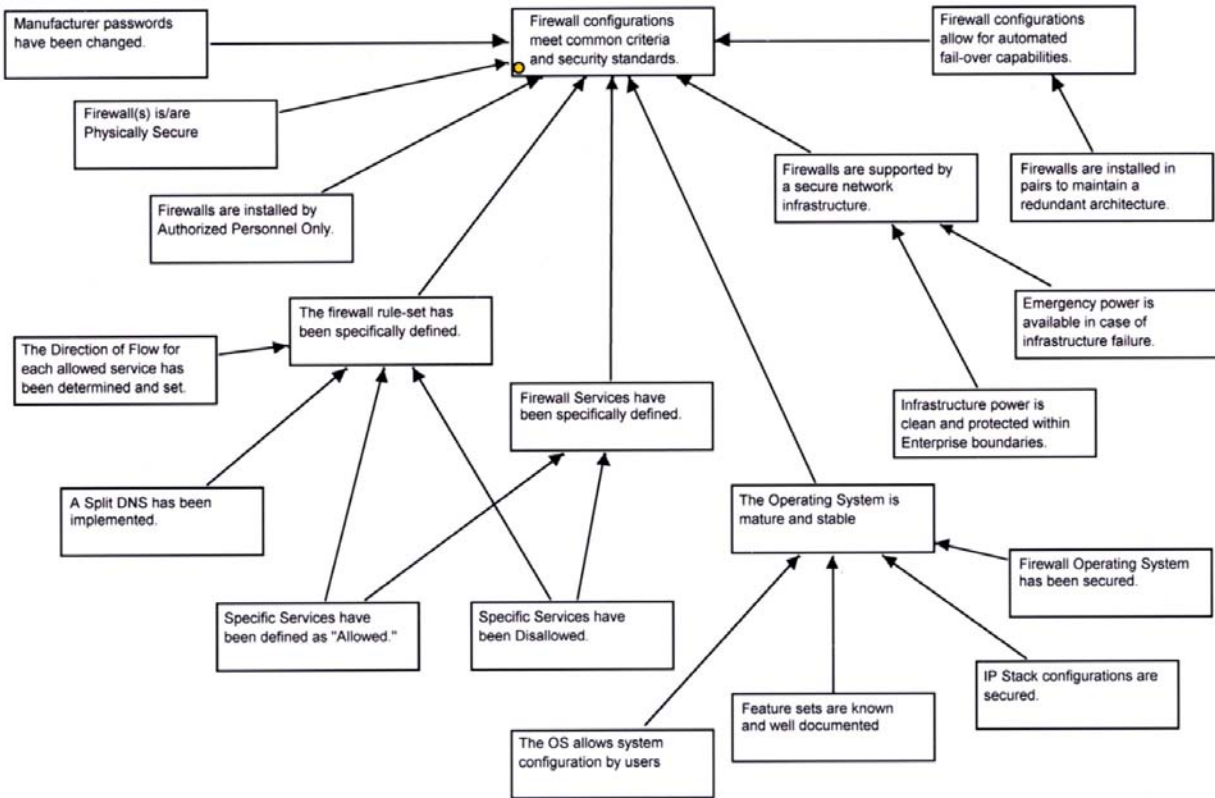 Manufacturer passwords
have been changed.
Firewall configurations
meet common criteria
and security standards.
Firewall configurations
allow for automated
fail-over capabilities.
Firewall(s) is/are
Physically Secure
Firewalls are installed by
Authorized Personnel Only.
Firewalls are supported by
a secure network
infrastructure.
Firewalls are installed in
pairs to maintain a
redundant architecture.
The firewall rule-set has
been specifically defined.
Emergency power is
available in case of
infrastructure failure.
The Direction of Flow for
each allowed service has
been determined and set.
Firewall Services have
been specifically defined.
Infrastructure power is
clean and protected within
Enterprise boundaries.
A Split DNS has been
implemented.
The Operating System is
mature and stable
Firewall Operating System
has been secured.
Specific Services have
been defined as "Allowed."
Specific Services have
been Disallowed.
IP Stack configurations are
secured.
Feature sets are known
and well documented
The OS allows system
configuration by users